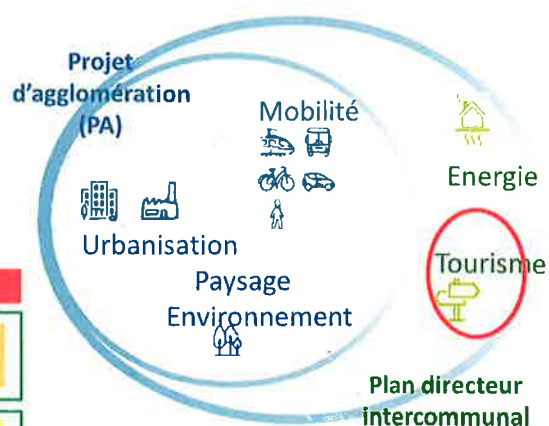 Projet
d'agglomération
(PA)
Mobilité
Energie
Urbanisation
Tourisme
Paysage
Environnement
Plan directeur
intercommunal